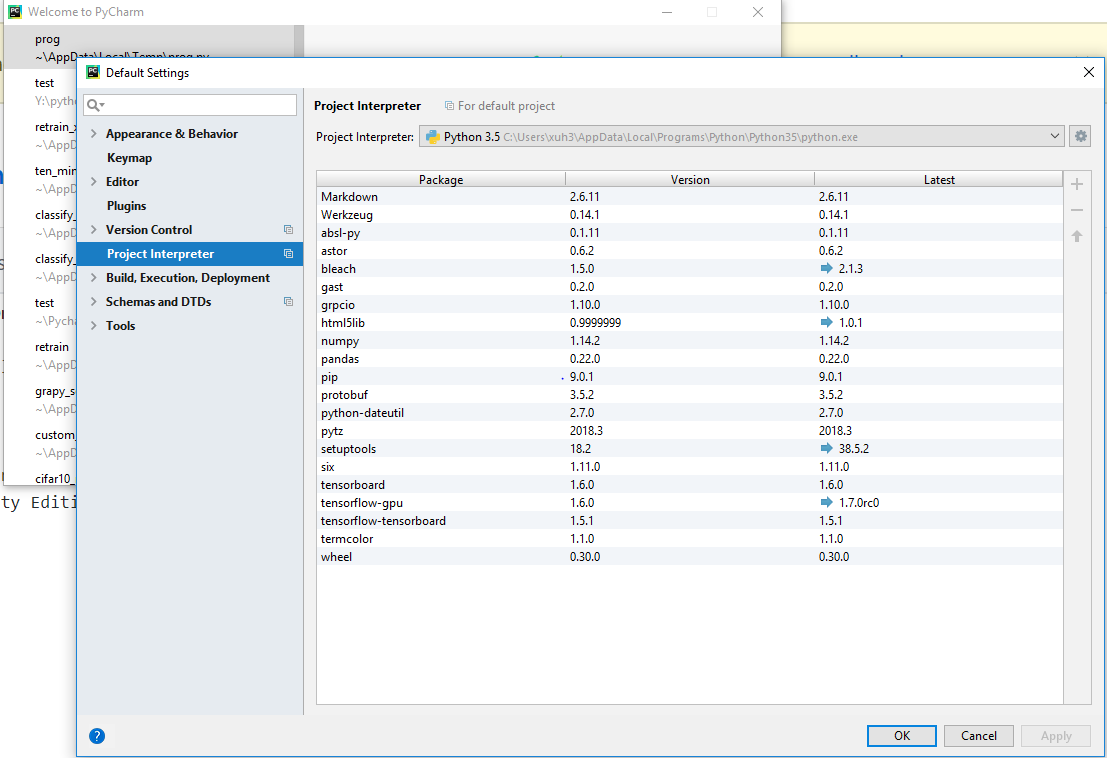 Welcome to PyCharm
prog
~\AppData\Local\Temp\prog.py
test
Y:\pyth
retrain_x
~\AppD
ten_min
~\AppD
classify_
~\AppD
classify_
~\AppD
test
~\Pycha
retrain
~\AppD
grapy_s
~\AppD
custom_
~\AppD
cifar10_
ty Editi
Default Settings
Appearance & Behavior
Keymap
Editor
Plugins
Version Control
Project Interpreter
Build, Execution, Deployment
Schemas and DTDs
Tools
Project Interpreter For default project
Project Interpreter: Python 3.5 C:\Users\xuh3\AppData\Local\Programs\Python\Python35\python.exe
Package Version Latest
Markdown 2.6.11 2.6.11
Werkzeug 0.14.1 0.14.1
absl-py 0.1.11 0.1.11
astor 0.6.2 0.6.2
bleach 1.5.0 2.1.3
gast 0.2.0 0.2.0
grpcio 1.10.0 1.10.0
html5lib 0.9999999 1.0.1
numpy 1.14.2 1.14.2
pandas 0.22.0 0.22.0
pip 9.0.1 9.0.1
protobuf 3.5.2 3.5.2
python-dateutil 2.7.0 2.7.0
pytz 2018.3 2018.3
setuptools 18.2 38.5.2
six 1.11.0 1.11.0
tensorboard 1.6.0 1.6.0
tensorflow-gpu 1.6.0 1.7.0rc0
tensorflow-tensorboard 1.5.1 1.5.1
termcolor 1.1.0 1.1.0
wheel 0.30.0 0.30.0
OK Cancel Apply